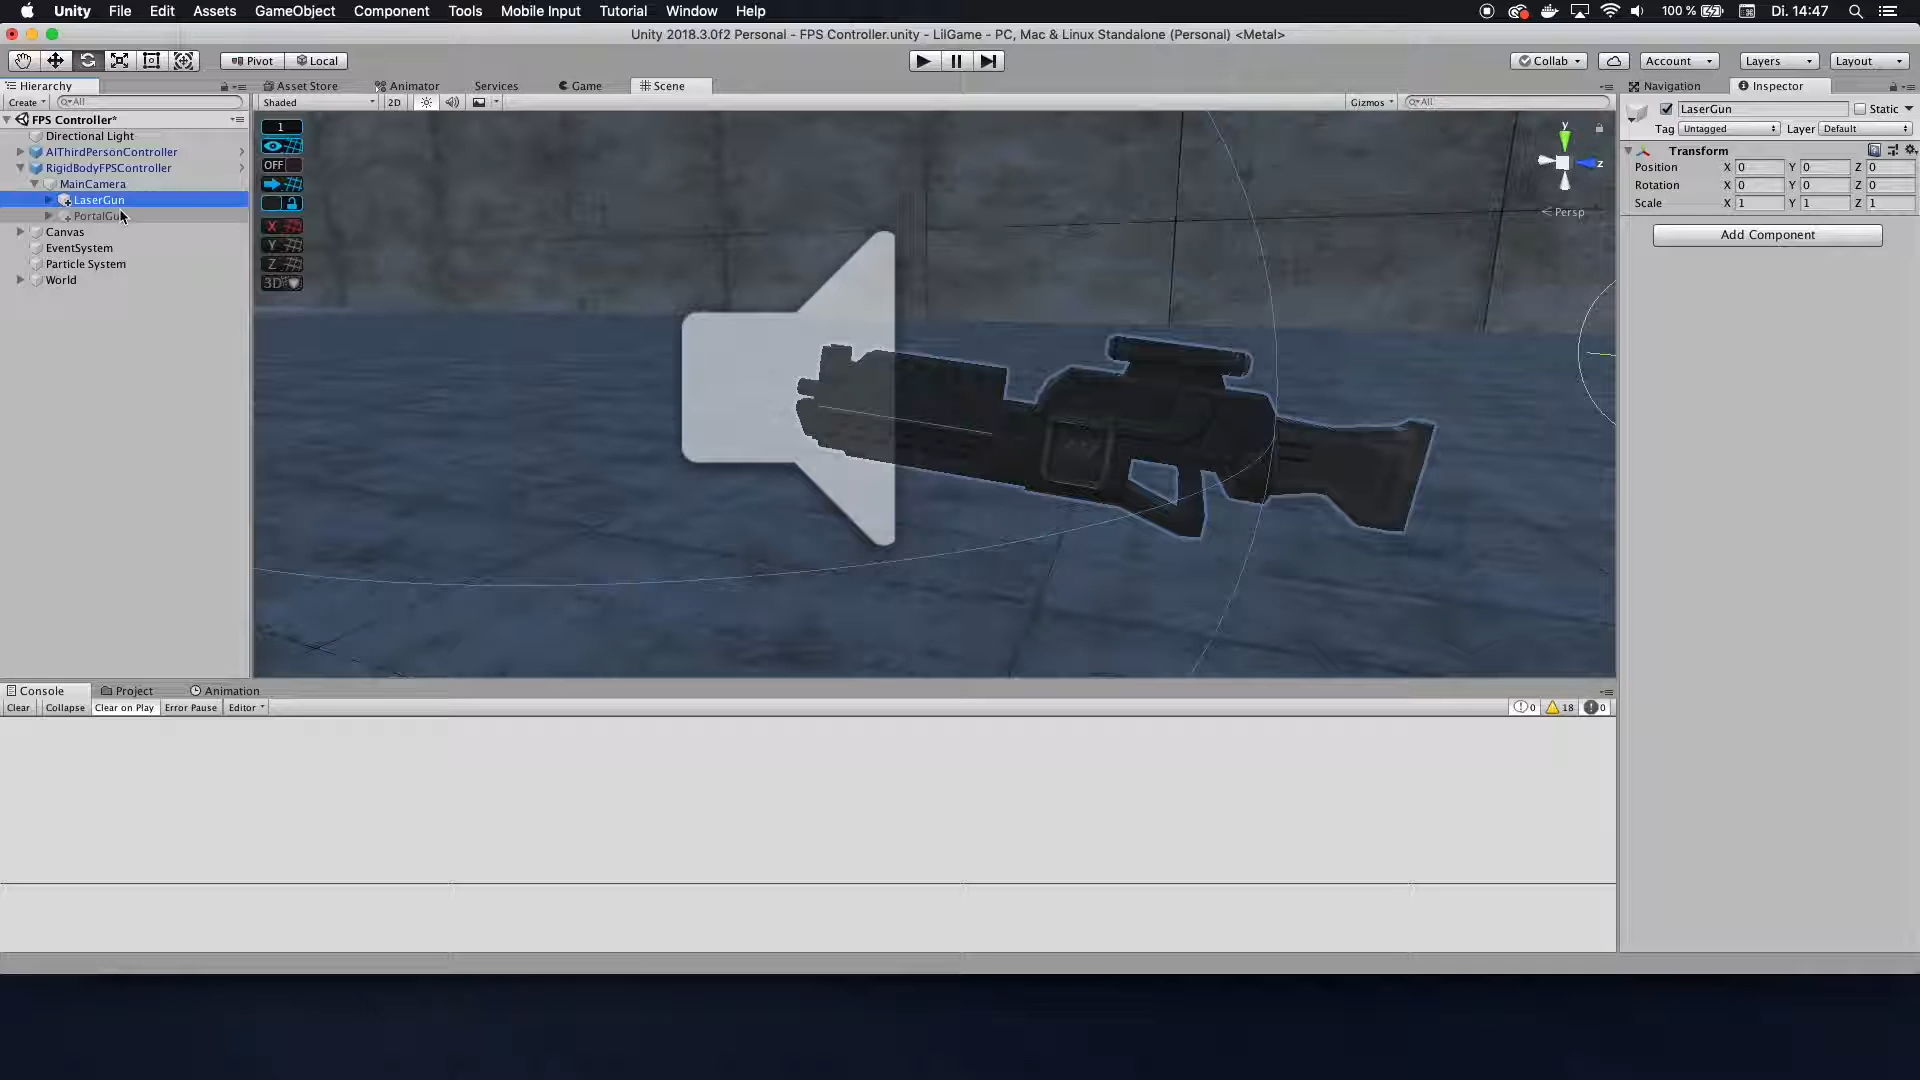 Unity File Edit Assets GameObject Component Tools Mobile Input Tutorial Window Help 100 % Di. 14:47
Unity 2018.3.0f2 Personal - FPS Controller.unity - LilGame - PC, Mac & Linux Standalone (Personal) <Metal>
Pivot Local Collab Account Layers Layout
Hierarchy Asset Store Animator Services Game Scene Navigation Inspector
Create All Shaded 2D Gizmos All LaserGun Static
FPS Controller* 1 Tag Untagged Layer Default
Directional Light
AIThirdPersonController OFF Transform
RigidBodyFPSController Position X 0 Y 0 Z 0
MainCamera Rotation X 0 Y 0 Z 0
LaserGun Scale X 1 Y 1 Z 1
PortalGu Persp
Canvas X Add Component
EventSystem Y
Particle System Z
World 3D
y
z
Console Project Animation
Clear Collapse Clear on Play Error Pause Editor 0 18 0